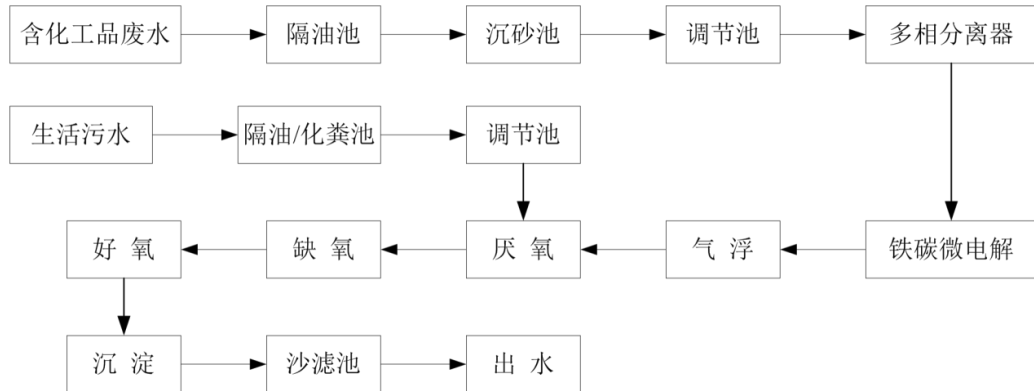 含化工品废水
隔油池
沉砂池
调节池
多相分离器
生活污水
隔油/化粪池
调节池
好 氧
缺 氧
厌 氧
气 浮
铁碳微电解
沉 淀
沙滤池
出 水